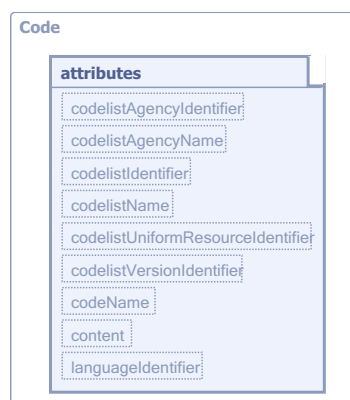 Code
attributes
codelistAgencyIdentifier
codelistAgencyName
codelistIdentifier
codelistName
codelistUniformResourceIdentifier
codelistVersionIdentifier
codeName
content
languageIdentifier